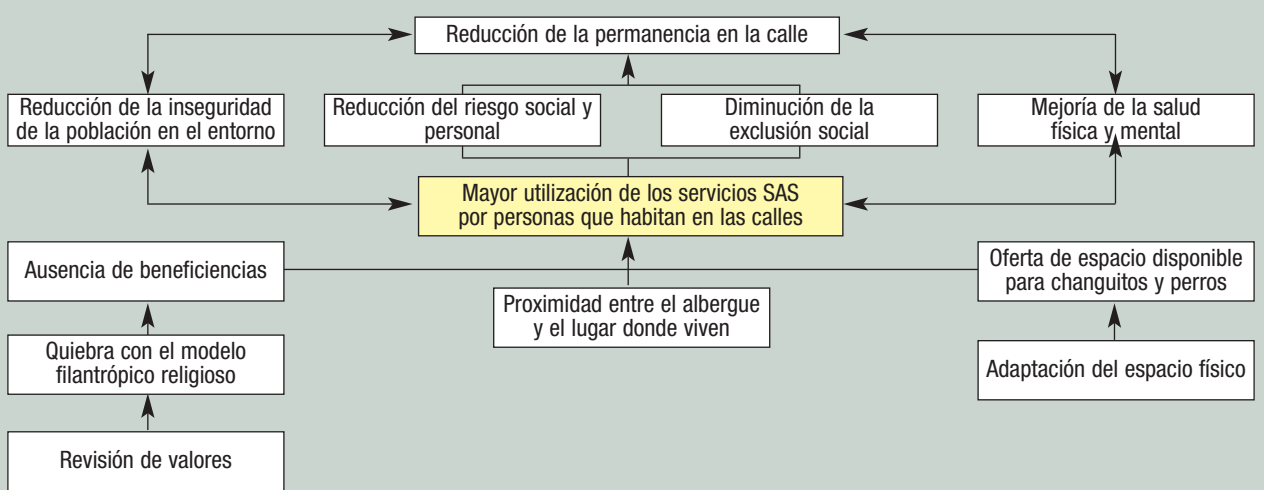 Reducción de la permanencia en la calle
Reducción de la inseguridad
de la población en el entorno
Reducción del riesgo social y
personal
Diminución de la
exclusión social
Mejoría de la salud
física y mental
Mayor utilización de los servicios SAS
por personas que habitan en las calles
Ausencia de beneficiencias
Proximidad entre el albergue
y el lugar donde viven
Oferta de espacio disponible
para changuitos y perros
Quiebra con el modelo
filantrópico religioso
Adaptación del espacio físico
Revisión de valores